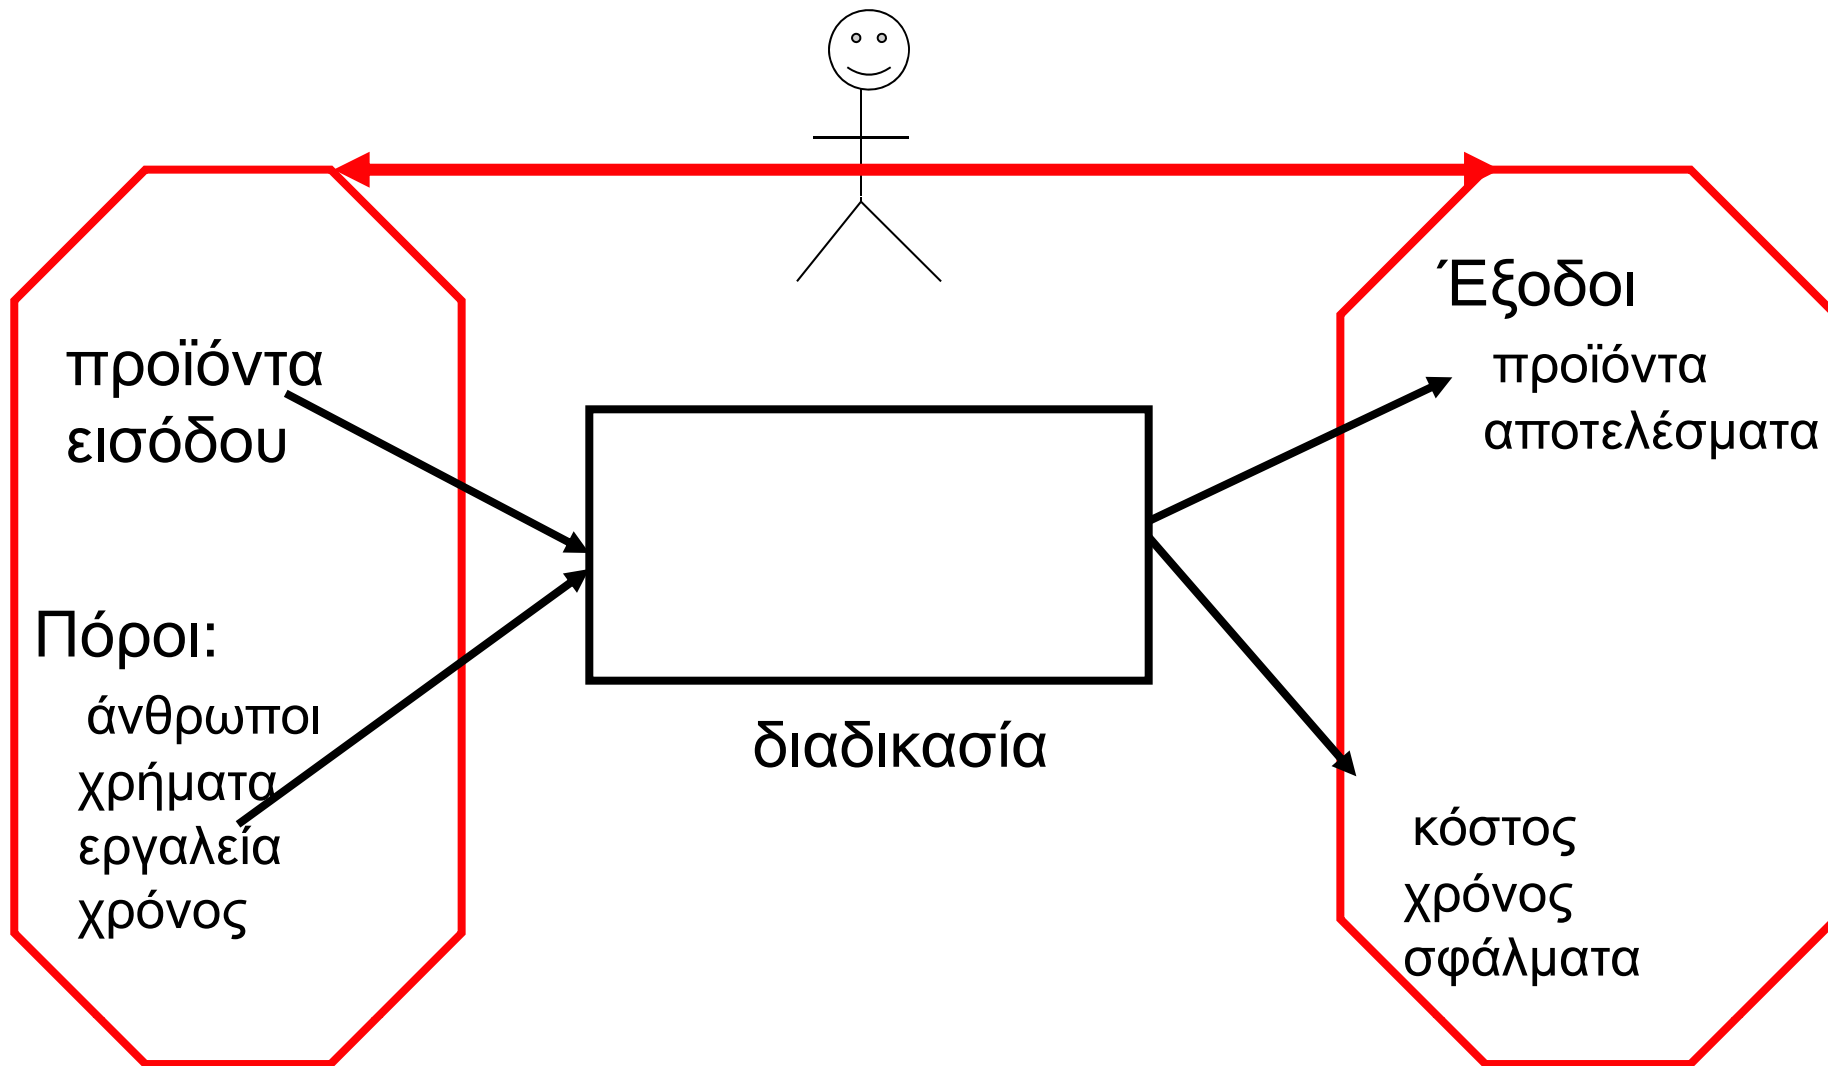 προϊόντα
εισόδου
Πόροι:
άνθρωποι
χρήματα
εργαλεία
χρόνος
διαδικασία
Έξοδοι
προϊόντα
αποτελέσματα
κόστος
χρόνος
σφάλματα